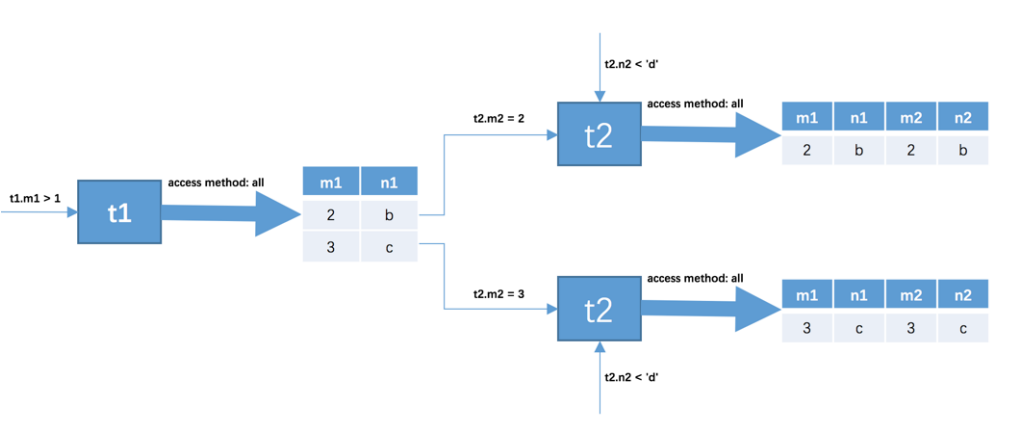 t1.m1 > 1
t1
access method: all
m1 n1
2 b
3 c
t2.m2 = 2
t2.n2 < 'd'
t2
access method: all
m1 n1 m2 n2
2 b 2 b
t2.m2 = 3
t2
access method: all
m1 n1 m2 n2
3 c 3 c
t2.n2 < 'd'